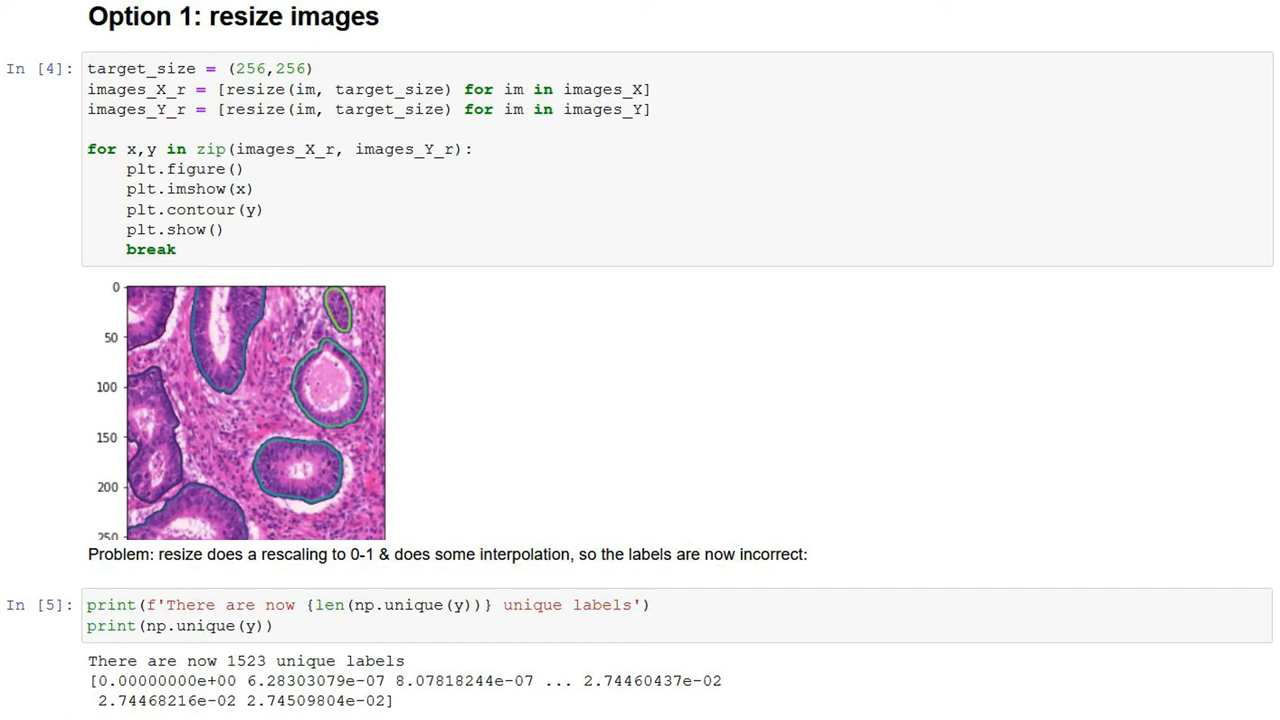 Option 1: resize images
In [4]: target_size = (256,256)
images_X_r = [resize(im, target_size) for im in images_X]
images_Y_r = [resize(im, target_size) for im in images_Y]
for x,y in zip(images_X_r, images_Y_r):
    plt.figure()
    plt.imshow(x)
    plt.contour(y)
    plt.show()
    break
0
50
100
150
200
250
Problem: resize does a rescaling to 0-1 & does some interpolation, so the labels are now incorrect:
In [5]: print(f'There are now {len(np.unique(y))} unique labels')
print(np.unique(y))
There are now 1523 unique labels
[0.00000000e+00 6.28303079e-07 8.07818244e-07 ... 2.74460437e-02
 2.74468216e-02 2.74509804e-02]